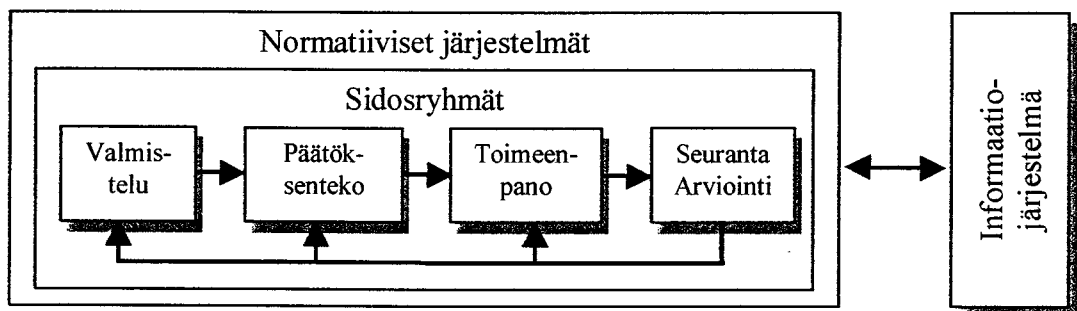 Normatiiviset järjestelmät
Sidosryhmät
Valmis-
telu
Päätök-
senteko
Toimeen-
pano
Seuranta
Arviointi
Informaatio-
järjestelmä